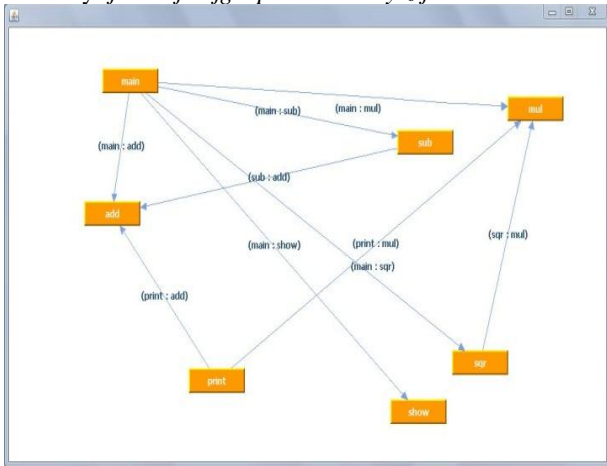 main
mul
(main : sub)
(main : mul)
sub
(main : add)
(sub : add)
add
(main : show)
(print : mul)
(sqr : mul)
(main : sqr)
(print : add)
sqr
print
show